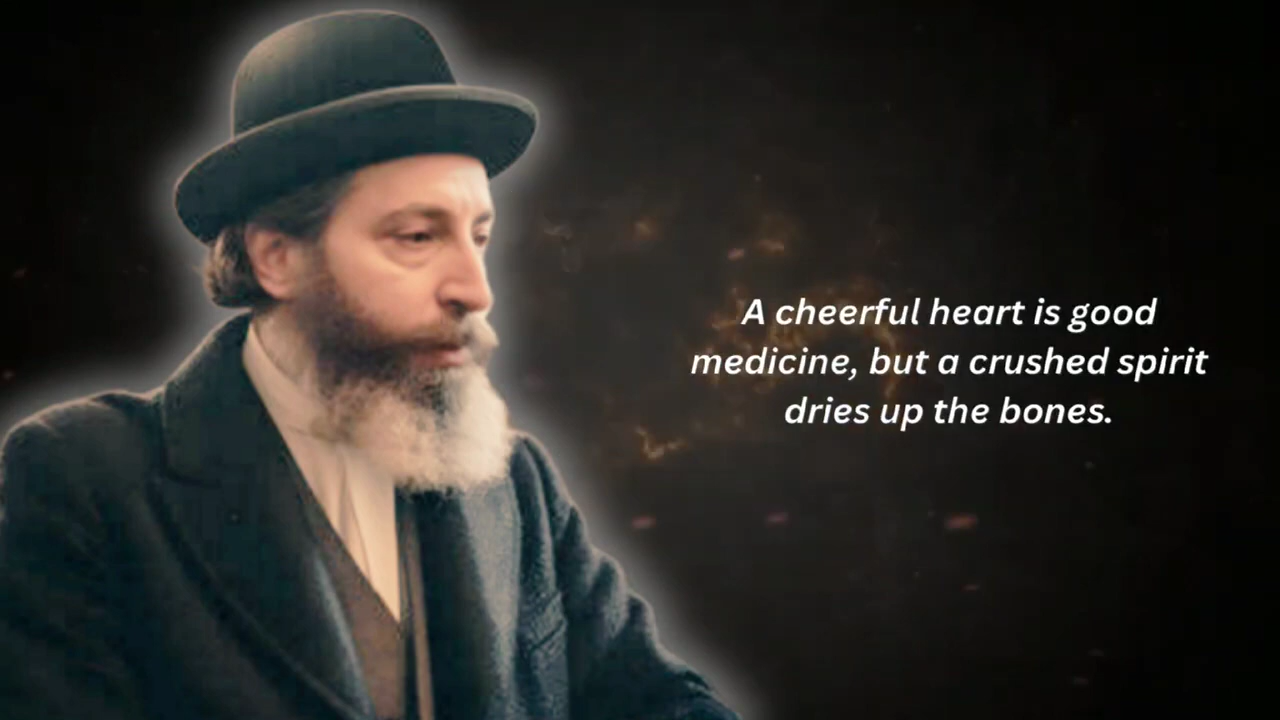 A cheerful heart is good
medicine, but a crushed spirit
dries up the bones.